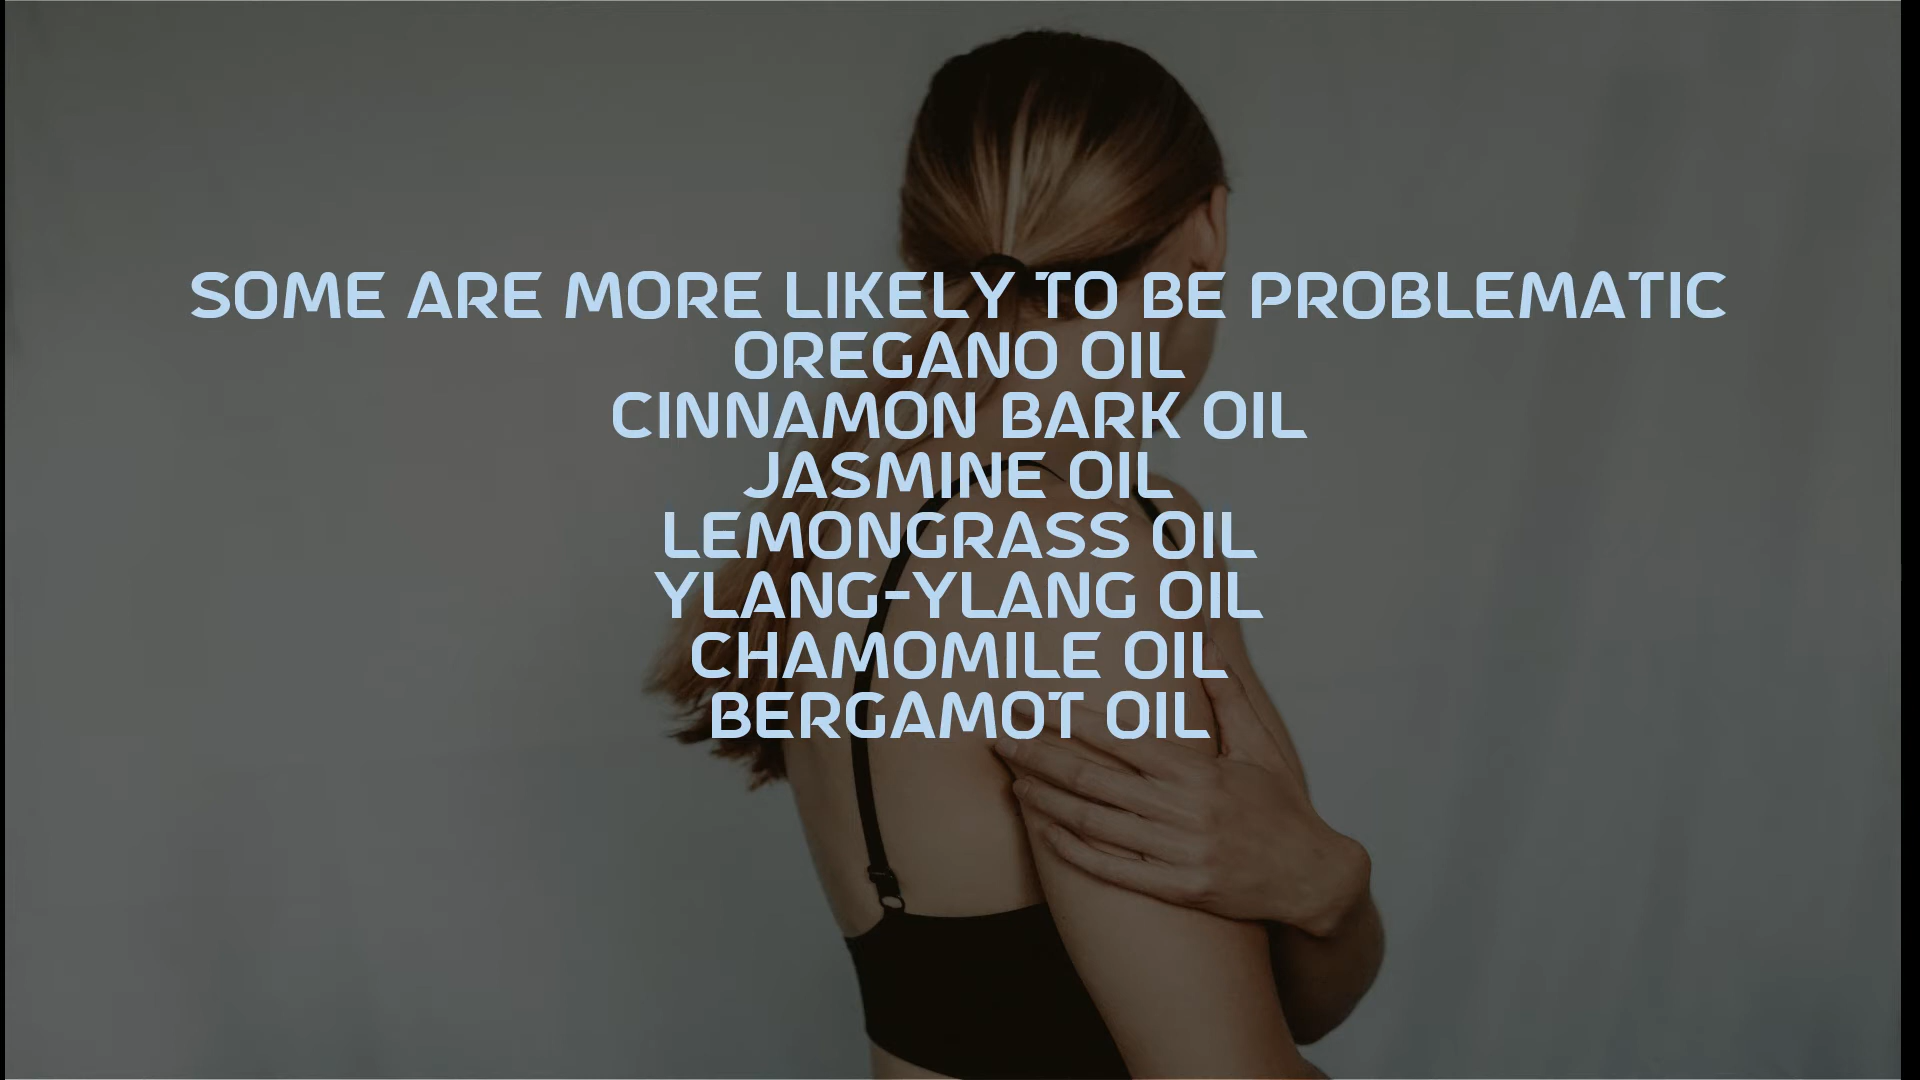 SOME ARE MORE LIKELY TO BE PROBLEMATIC
OREGANO OIL
CINNAMON BARK OIL
JASMINE OIL
LEMONGRASS OIL
YLANG-YLANG OIL
CHAMOMILE OIL
BERGAMOT OIL